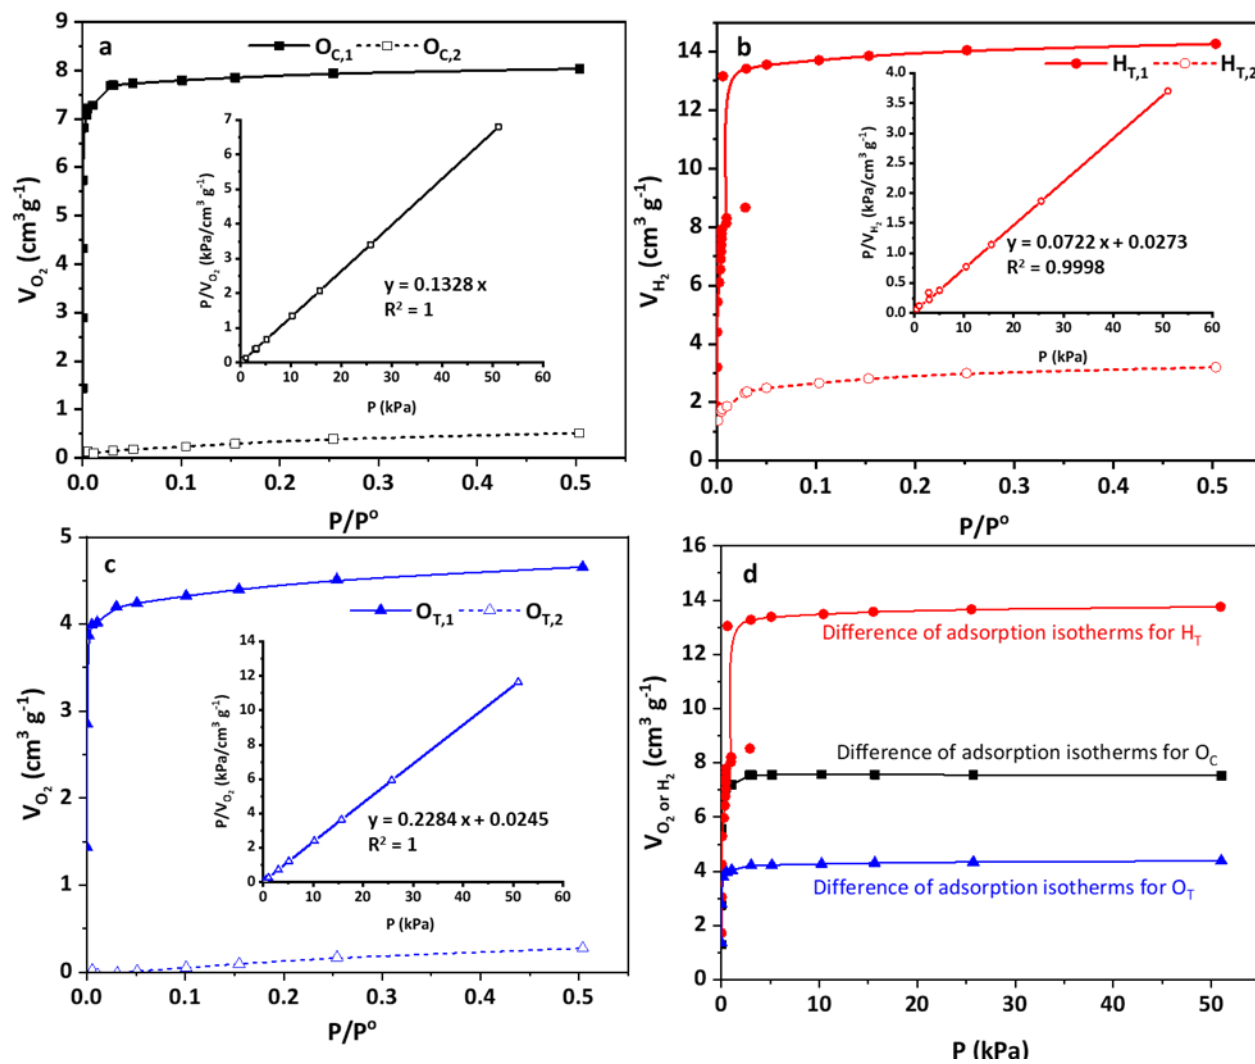 a
O_C,1 O_C,2
V_O₂ (cm³ g⁻¹)
9
8
7
6
5
4
3
2
1
0
0.0 0.1 0.2 0.3 0.4 0.5
P/P⁰
P/V_O₂ (kPa/cm³ g⁻¹)
7
6
5
4
3
2
1
0
0 10 20 30 40 50 60
P (kPa)
y = 0.1328 x
R² = 1
b
H_T,1 H_T,2
V_H₂ (cm³ g⁻¹)
14
12
10
8
6
4
2
0
0.0 0.1 0.2 0.3 0.4 0.5
P/P⁰
P/V_H₂ (kPa/cm³ g⁻¹)
4.0
3.5
3.0
2.5
2.0
1.5
1.0
0.5
0.0
0 10 20 30 40 50 60
P (kPa)
y = 0.0722 x + 0.0273
R² = 0.9998
c
O_T,1 O_T,2
V_O₂ (cm³ g⁻¹)
5
4
3
2
1
0
0.0 0.1 0.2 0.3 0.4 0.5
P/P⁰
P/V_O₂ (kPa/cm³ g⁻¹)
14
12
10
8
6
4
2
0
0 10 20 30 40 50 60
P (kPa)
y = 0.2284 x + 0.0245
R² = 1
d
V_O₂ or H₂ (cm³ g⁻¹)
16
14
12
10
8
6
4
2
0
Difference of adsorption isotherms for H_T
Difference of adsorption isotherms for O_C
Difference of adsorption isotherms for O_T
0 10 20 30 40 50
P (kPa)